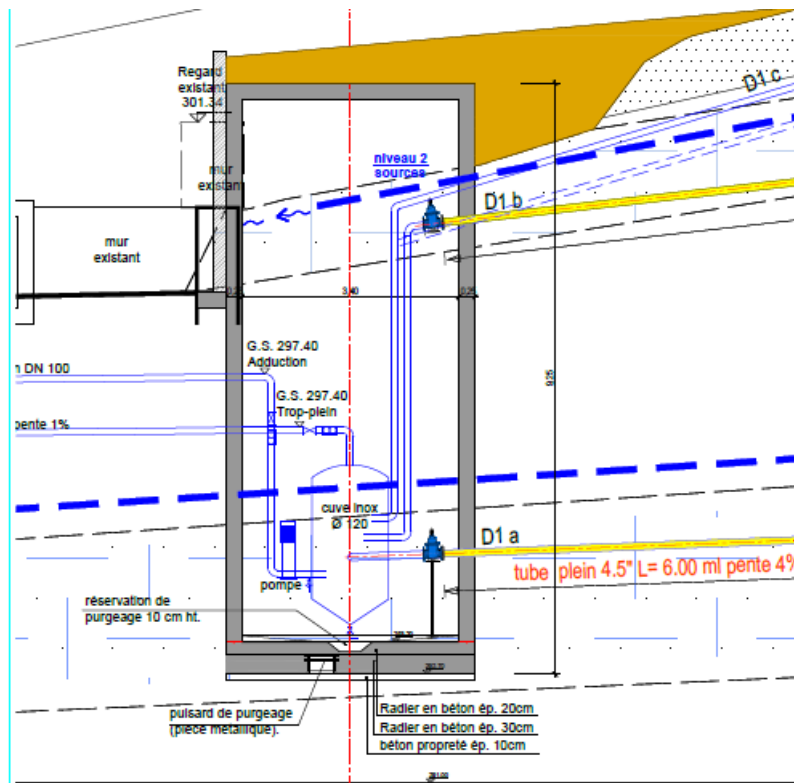 Regard
existant
301.34
D1 c
niveau 2
sources
mur
existant
D1 b
mur
existant
0.25
3.40
0.25
G.S. 297.40
Adduction
n DN 100
925
G.S. 297.40
Trop-plein
pente 1%
cuve inox
Ø 120
D1 a
tube plein 4.5" L= 6.00 ml pente 4%
pompe
réservation de
purgeage 10 cm ht.
puisard de purgeage
(pièce métallique).
Radier en béton ép. 20cm
Radier en béton ép. 30cm
béton propreté ép. 10cm